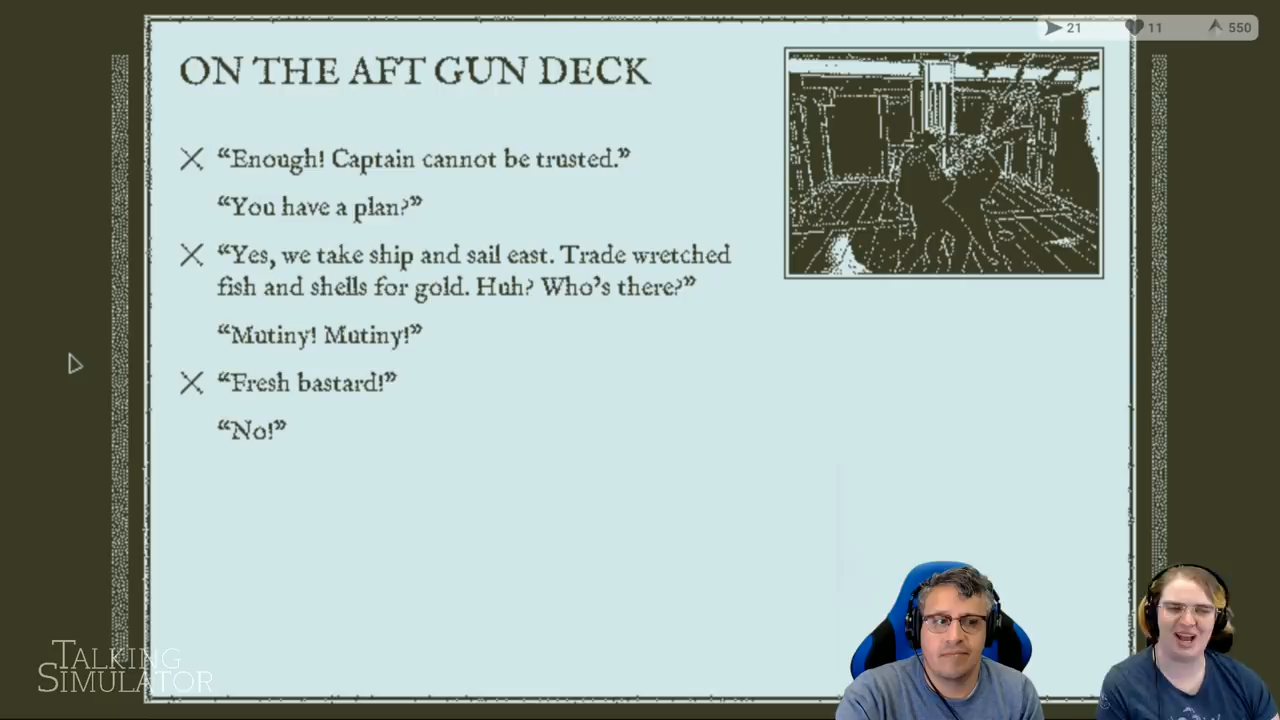 21 11 550
ON THE AFT GUN DECK
“Enough! Captain cannot be trusted.”
“You have a plan?”
“Yes, we take ship and sail east. Trade wretched
fish and shells for gold. Huh? Who's there?”
“Mutiny! Mutiny!”
“Fresh bastard!”
“No!”
TALKING
SIMULATOR